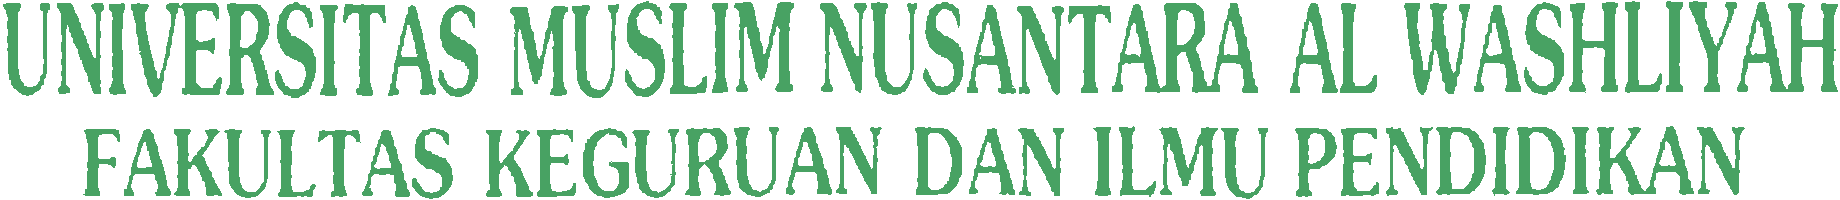 UNIVERSITAS MUSLIM NUSANTARA AL WASHLIYAH
FAKULTAS KEGURUAN DAN ILMU PENDIDIKAN